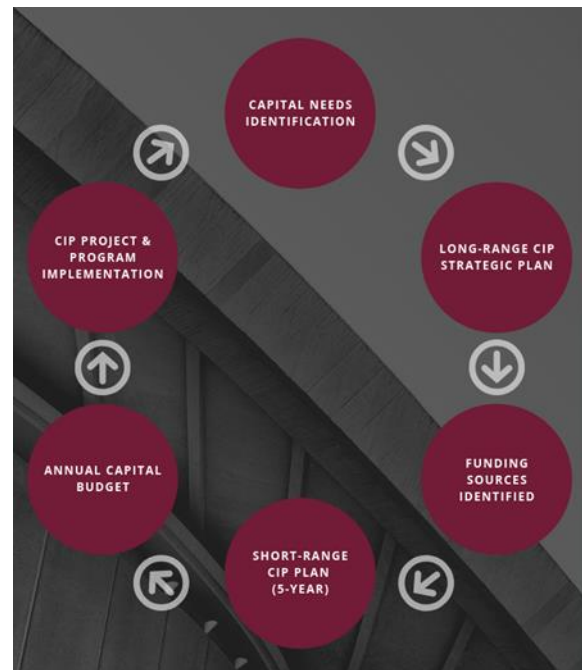 CAPITAL NEEDS
IDENTIFICATION
LONG-RANGE CIP
STRATEGIC PLAN
FUNDING
SOURCES
IDENTIFIED
SHORT-RANGE
CIP PLAN
(5-YEAR)
ANNUAL CAPITAL
BUDGET
CIP PROJECT &
PROGRAM
IMPLEMENTATION